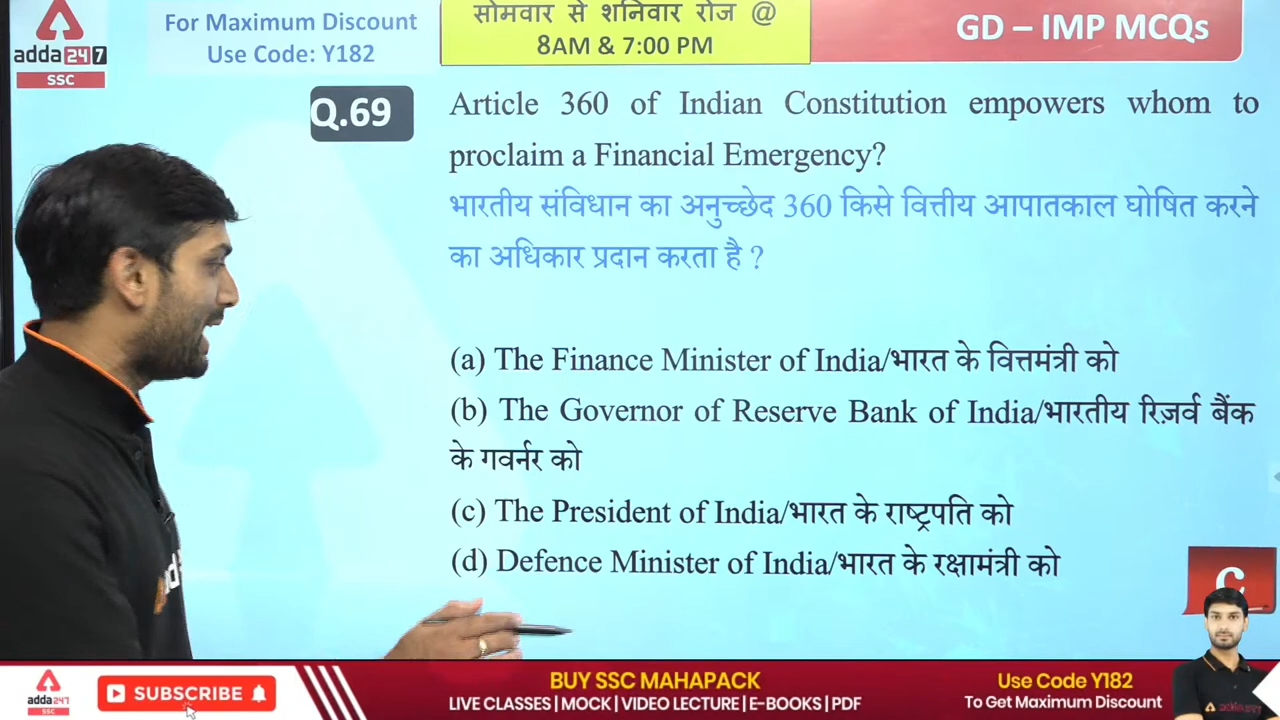 For Maximum Discount
Use Code: Y182
सोमवार से शनिवार रोज @
8AM & 7:00 PM
GD – IMP MCQs
adda247
SSC
Q.69
Article 360 of Indian Constitution empowers whom to
proclaim a Financial Emergency?
भारतीय संविधान का अनुच्छेद 360 किसे वित्तीय आपातकाल घोषित करने
का अधिकार प्रदान करता है ?
(a) The Finance Minister of India/भारत के वित्तमंत्री को
(b) The Governor of Reserve Bank of India/भारतीय रिज़र्व बैंक
के गवर्नर को
(c) The President of India/भारत के राष्ट्रपति को
(d) Defence Minister of India/भारत के रक्षामंत्री को
C
adda247
SSC
SUBSCRIBE
BUY SSC MAHAPACK
LIVE CLASSES | MOCK | VIDEO LECTURE | E-BOOKS | PDF
Use Code Y182
To Get Maximum Discount